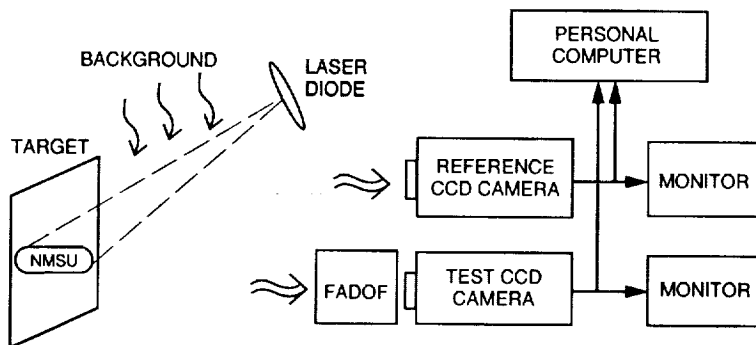 BACKGROUND
LASER
DIODE
PERSONAL
COMPUTER
TARGET
NMSU
REFERENCE
CCD CAMERA
MONITOR
FADOF
TEST CCD
CAMERA
MONITOR